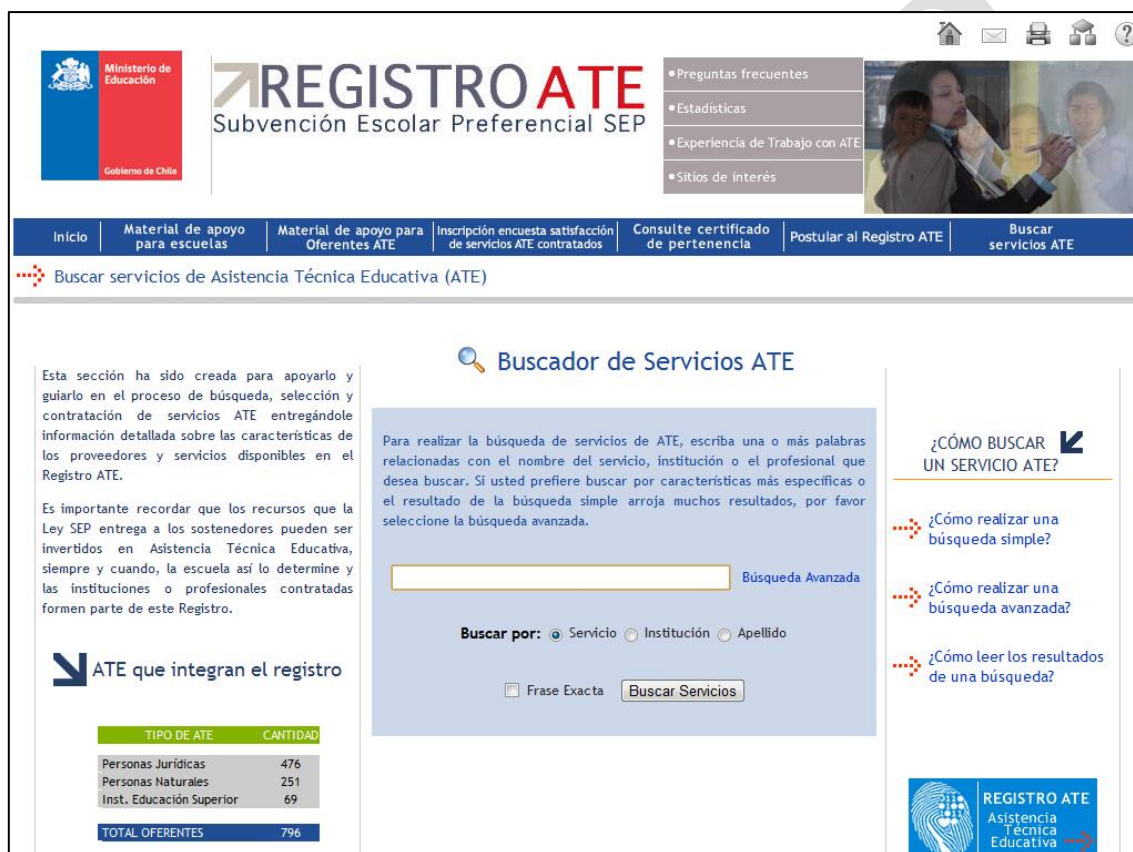 Ministerio de
Educación
Gobierno de Chile
REGISTRO ATE
Subvención Escolar Preferencial SEP
•Preguntas frecuentes
•Estadísticas
•Experiencia de Trabajo con ATE
•Sitios de interés
?
Inicio
Material de apoyo
para escuelas
Material de apoyo para
Oferentes ATE
Inscripción encuesta satisfacción
de servicios ATE contratados
Consulte certificado
de pertenencia
Postular al Registro ATE
Buscar
servicios ATE
Buscar servicios de Asistencia Técnica Educativa (ATE)
Esta sección ha sido creada para apoyarlo y
guiarlo en el proceso de búsqueda, selección y
contratación de servicios ATE entregándole
información detallada sobre las características de
los proveedores y servicios disponibles en el
Registro ATE.
Es importante recordar que los recursos que la
Ley SEP entrega a los sostenedores pueden ser
invertidos en Asistencia Técnica Educativa,
siempre y cuando, la escuela así lo determine y
las instituciones o profesionales contratadas
formen parte de este Registro.
ATE que integran el registro
TIPO DE ATE CANTIDAD
Personas Jurídicas 476
Personas Naturales 251
Inst. Educación Superior 69
TOTAL OFERENTES 796
Buscador de Servicios ATE
Para realizar la búsqueda de servicios de ATE, escriba una o más palabras
relacionadas con el nombre del servicio, institución o el profesional que
desea buscar. Si usted prefiere buscar por características más específicas o
el resultado de la búsqueda simple arroja muchos resultados, por favor
seleccione la búsqueda avanzada.
Búsqueda Avanzada
Buscar por: Servicio Institución Apellido
Frase Exacta Buscar Servicios
¿CÓMO BUSCAR
UN SERVICIO ATE?
¿Cómo realizar una
búsqueda simple?
¿Cómo realizar una
búsqueda avanzada?
¿Cómo leer los resultados
de una búsqueda?
REGISTRO ATE
Asistencia
Técnica
Educativa